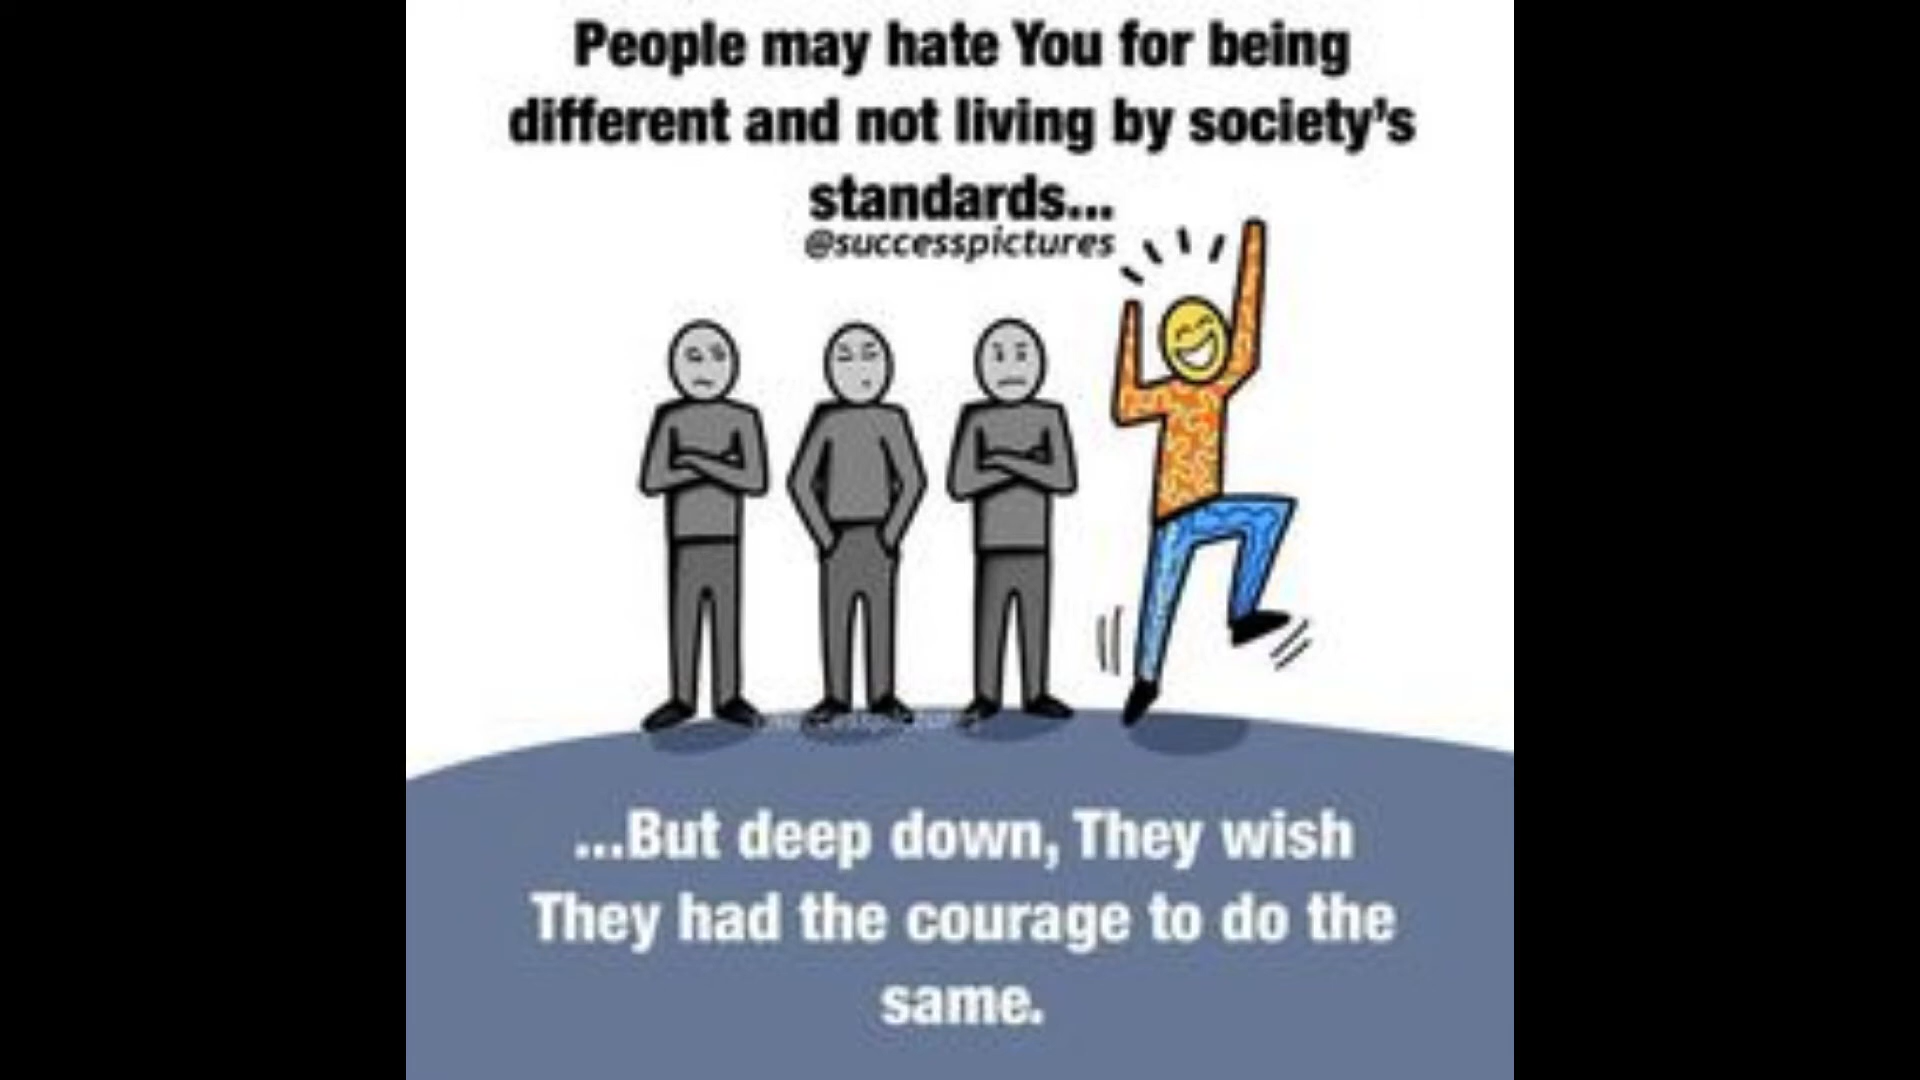 People may hate You for being
different and not living by society's
standards...
@successpictures
...But deep down, They wish
They had the courage to do the
same.